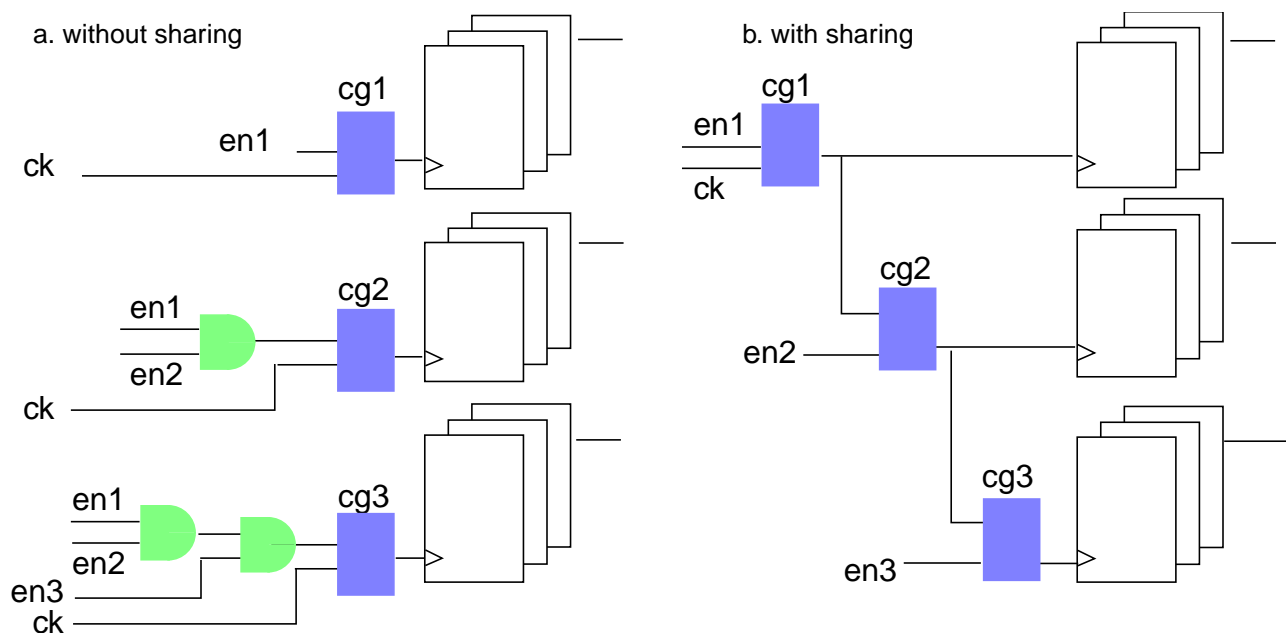 a. without sharing
cg1
en1
ck
en1
cg2
en2
ck
en1
cg3
en2
en3
ck
b. with sharing
cg1
en1
ck
cg2
en2
cg3
en3